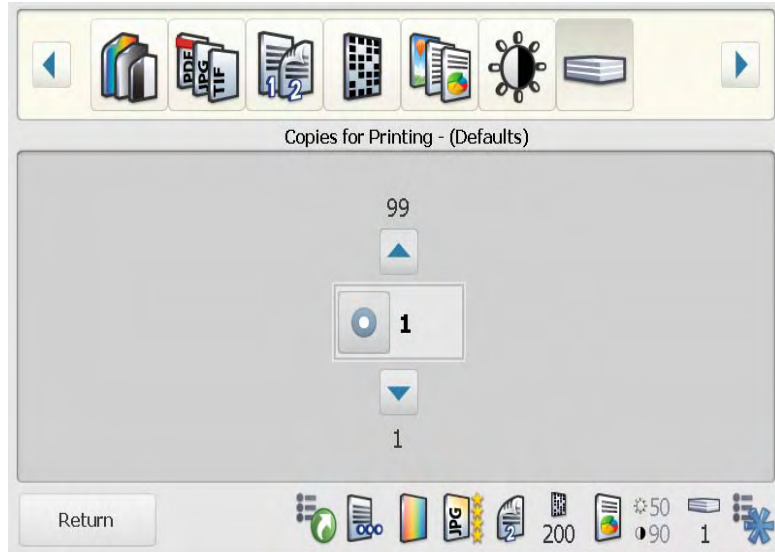 PDF JPG TIF 1 2
Copies for Printing - (Defaults)
99
1
1
Return
JPG 2 200 50 90 1